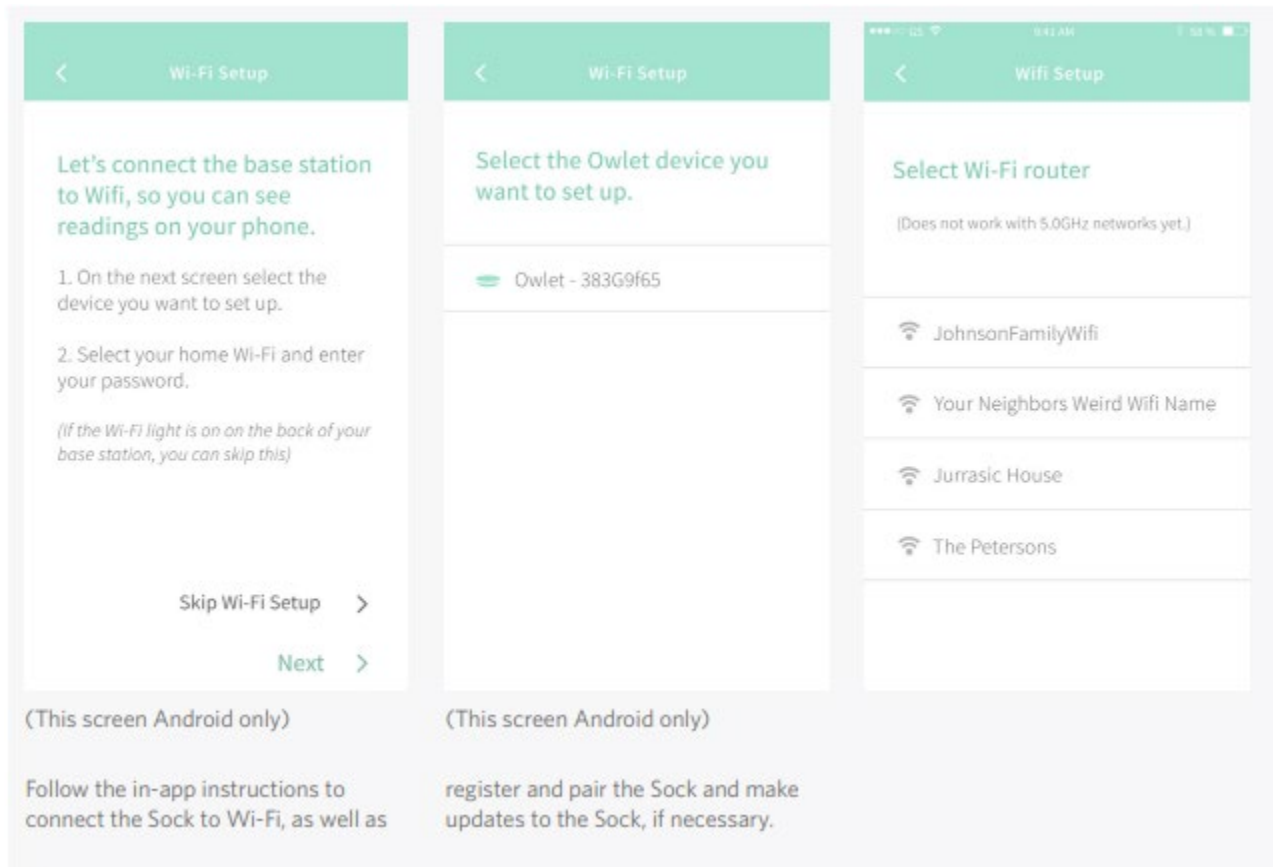 Wi-Fi Setup
Let's connect the base station
to Wifi, so you can see
readings on your phone.
1. On the next screen select the
device you want to set up.
2. Select your home Wi-Fi and enter
your password.
(If the Wi-Fi light is on on the back of your
base station, you can skip this)
Skip Wi-Fi Setup
Next
(This screen Android only)
Wi-Fi Setup
Select the Owlet device you
want to set up.
Owlet - 383G9f65
(This screen Android only)
GS 9:41 AM 58 %
Wifi Setup
Select Wi-Fi router
(Does not work with 5.0GHz networks yet.)
JohnsonFamilyWifi
Your Neighbors Weird Wifi Name
Jurrasic House
The Petersons
Follow the in-app instructions to
connect the Sock to Wi-Fi, as well as
register and pair the Sock and make
updates to the Sock, if necessary.